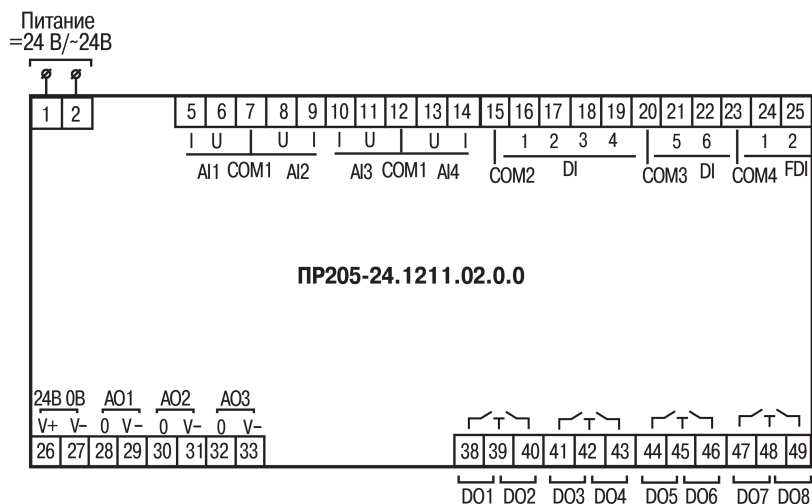 Питание
=24 В/~24В
1 2 5 6 7 8 9 10 11 12 13 14 15 16 17 18 19 20 21 22 23 24 25
I U U I I U U I 1 2 3 4 5 6 1 2
AI1 COM1 AI2 AI3 COM1 AI4 COM2 DI COM3 DI COM4 FDI
ПР205-24.1211.02.0.0
24В 0В AO1 AO2 AO3
V+ V- 0 V- 0 V- 0 V-
26 27 28 29 30 31 32 33 38 39 40 41 42 43 44 45 46 47 48 49
DO1 DO2 DO3 DO4 DO5 DO6 DO7 DO8